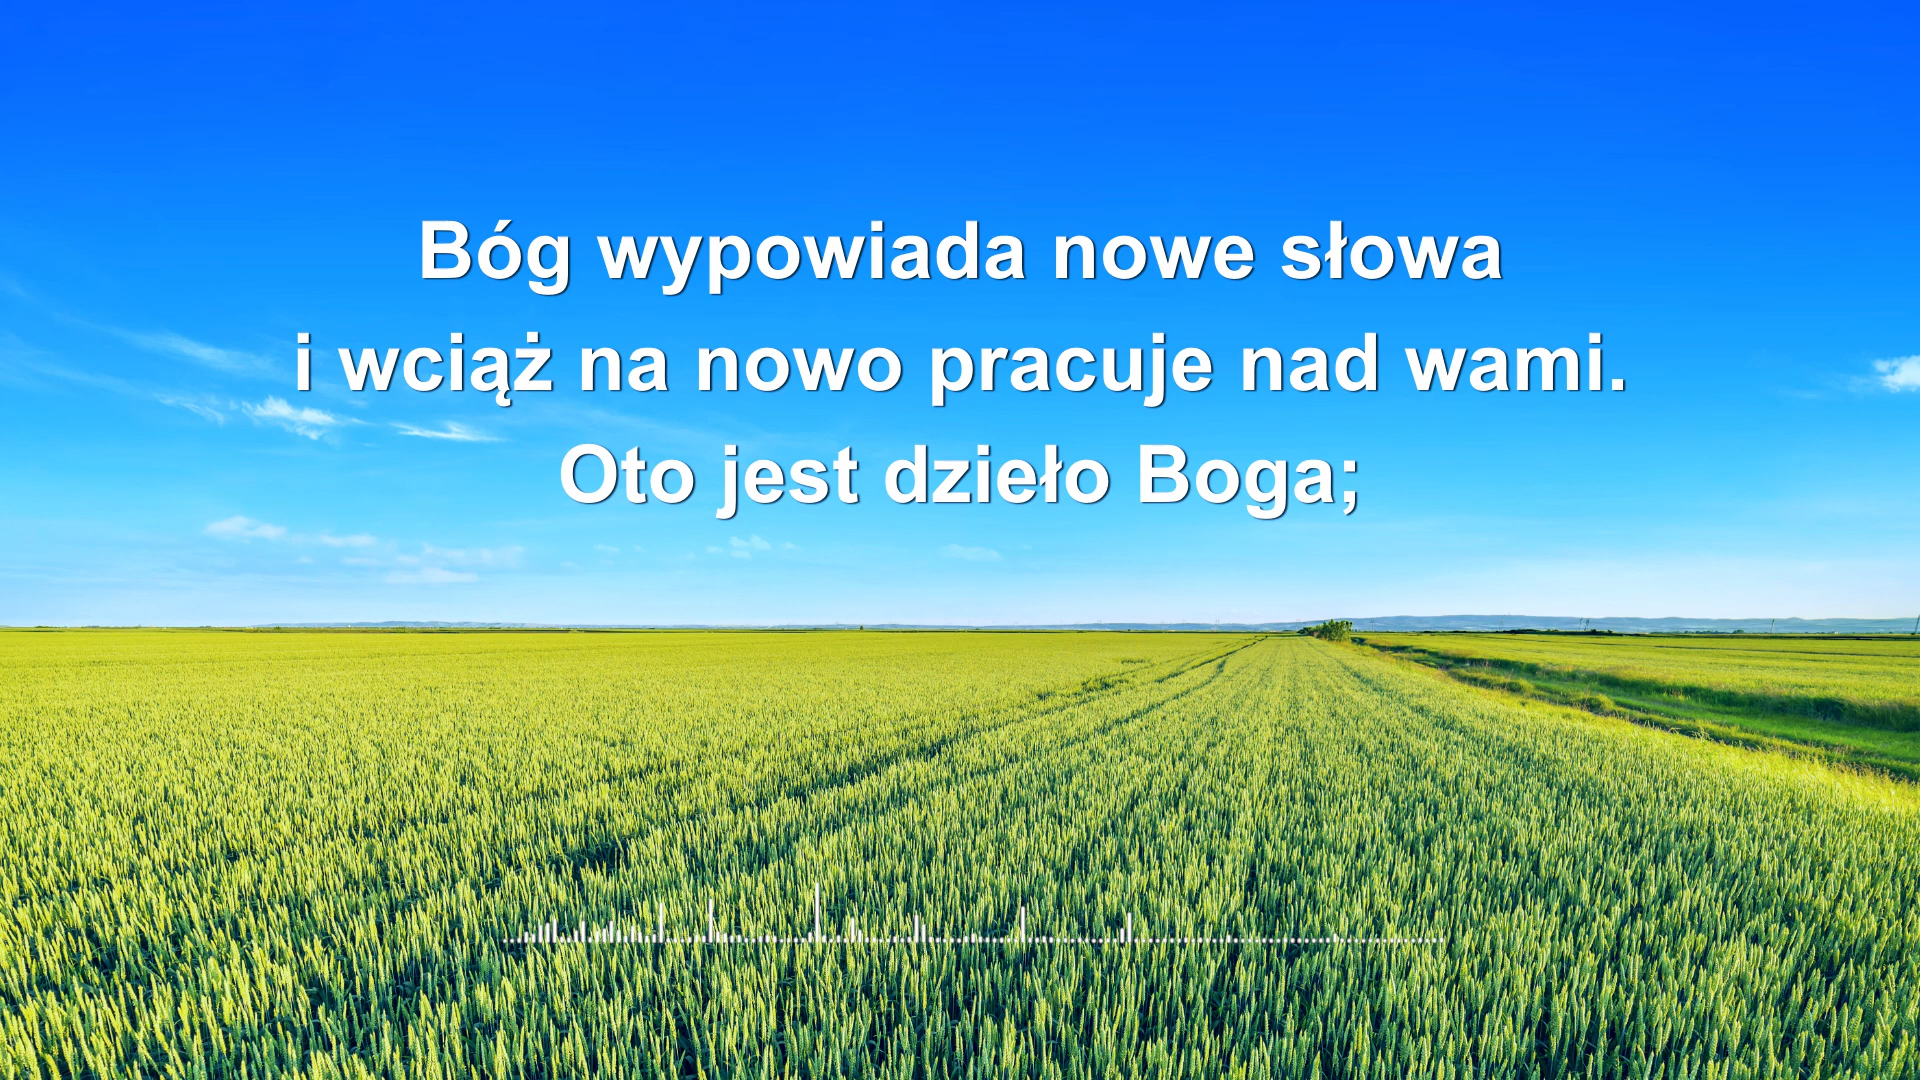 Bóg wypowiada nowe słowa
i wciąż na nowo pracuje nad wami.
Oto jest dzieło Boga;